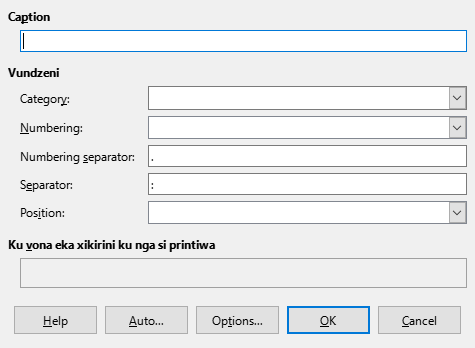 Caption
Vundzeni
Category:
Numbering:
Numbering separator: .
Separator: :
Position:
Ku vona eka xikirini ku nga si printiwa
Help Auto... Options... OK Cancel